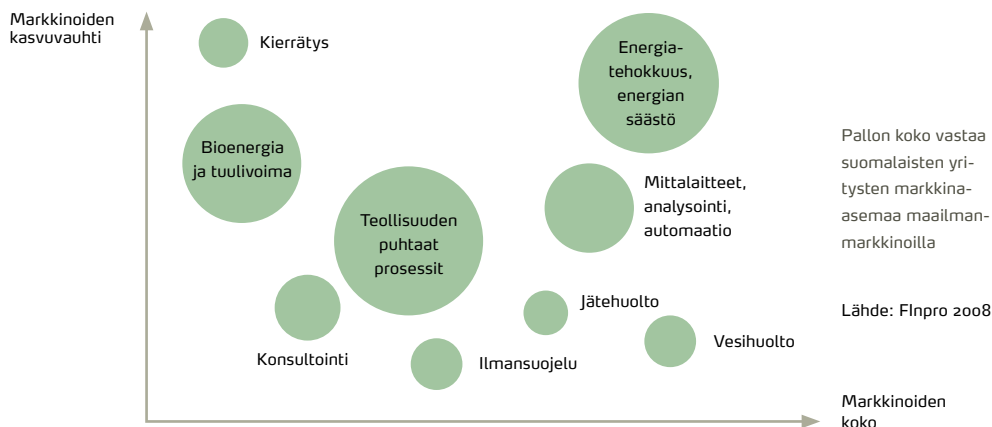 Markkinoiden
kasvuvauhti
Kierrätys
Energia-
tehokkuus,
energian
säästö
Bioenergia
ja tuulivoima
Pallon koko vastaa
suomalaisten yri-
tysten markkina-
asemaa maailman-
markkinoilla
Mittalaitteet,
analysointi,
automaatio
Teollisuuden
puhtaat
prosessit
Jätehuolto
Lähde: FInpro 2008
Vesihuolto
Konsultointi
Ilmansuojelu
Markkinoiden
koko